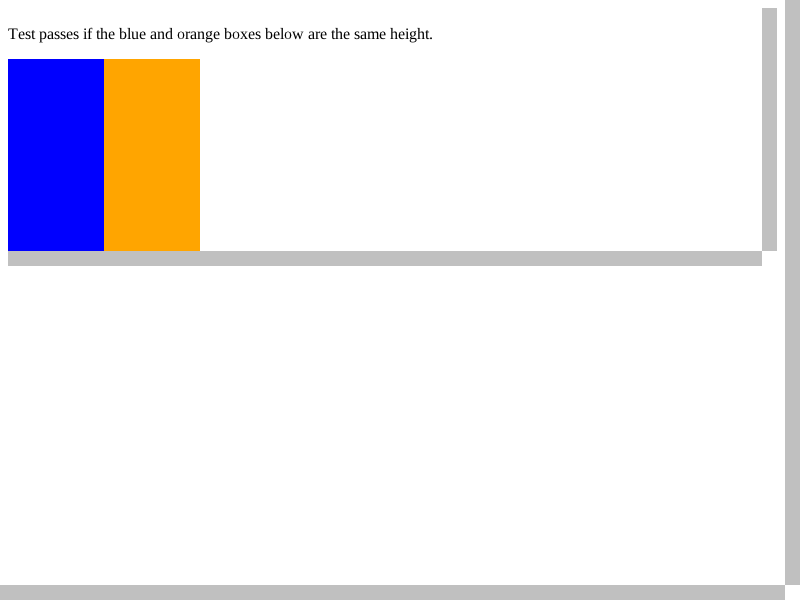 Test passes if the blue and orange boxes below are the same height.